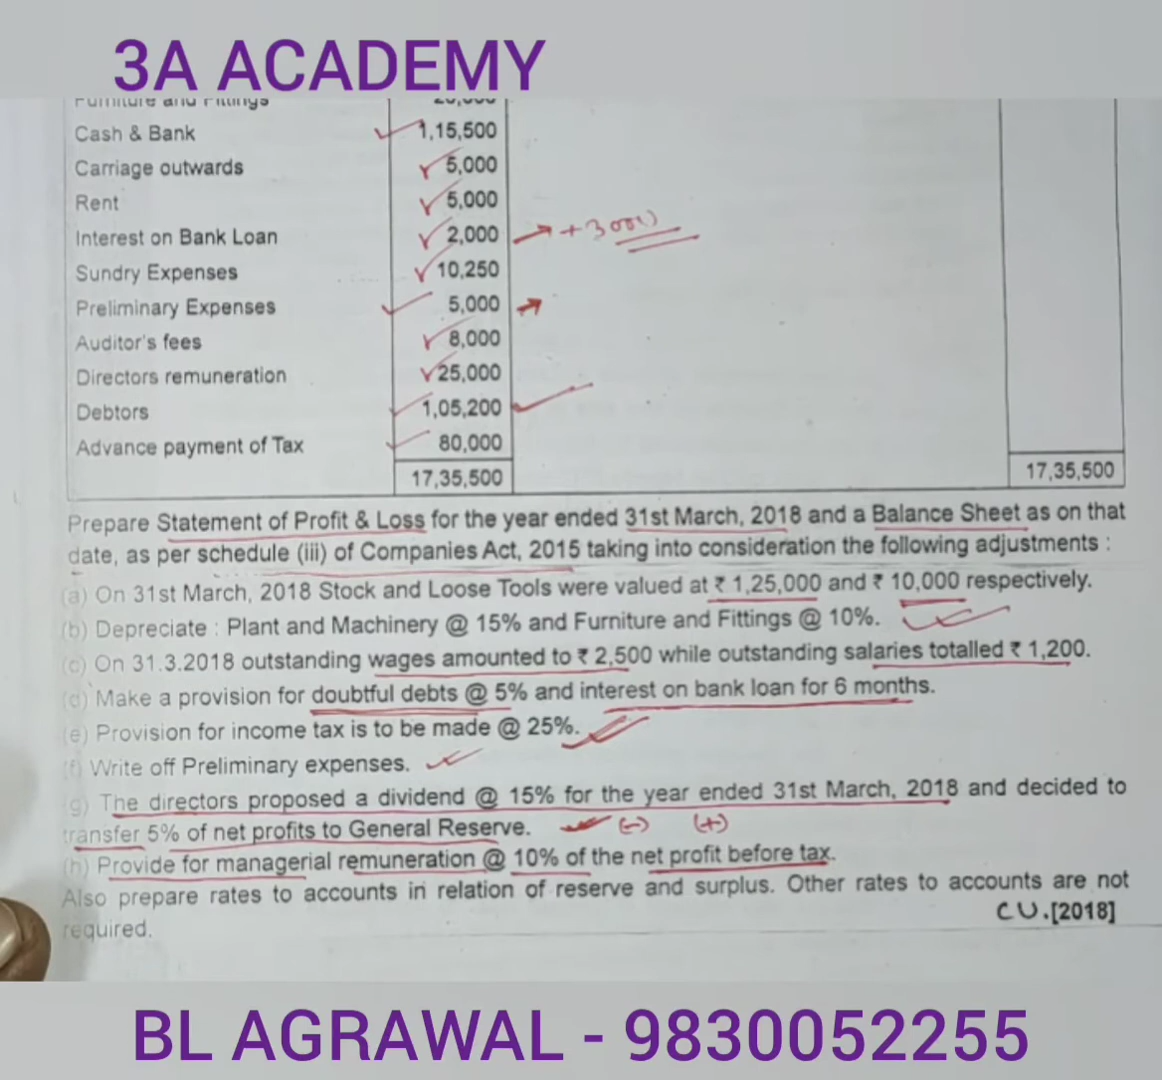 3A ACADEMY
Furniture and Fittings 20,000
Cash & Bank 1,15,500
Carriage outwards 5,000
Rent 5,000
Interest on Bank Loan 2,000 +3000
Sundry Expenses 10,250
Preliminary Expenses 5,000
Auditor's fees 8,000
Directors remuneration 25,000
Debtors 1,05,200
Advance payment of Tax 80,000
17,35,500 17,35,500
Prepare Statement of Profit & Loss for the year ended 31st March, 2018 and a Balance Sheet as on that
date, as per schedule (iii) of Companies Act, 2015 taking into consideration the following adjustments :
(a) On 31st March, 2018 Stock and Loose Tools were valued at ₹ 1,25,000 and ₹ 10,000 respectively.
(b) Depreciate : Plant and Machinery @ 15% and Furniture and Fittings @ 10%.
(c) On 31.3.2018 outstanding wages amounted to ₹ 2,500 while outstanding salaries totalled ₹ 1,200.
(d) Make a provision for doubtful debts @ 5% and interest on bank loan for 6 months.
(e) Provision for income tax is to be made @ 25%.
(f) Write off Preliminary expenses.
(g) The directors proposed a dividend @ 15% for the year ended 31st March, 2018 and decided to
transfer 5% of net profits to General Reserve. (-) (+)
(h) Provide for managerial remuneration @ 10% of the net profit before tax.
Also prepare rates to accounts in relation of reserve and surplus. Other rates to accounts are not
required. CU.[2018]
BL AGRAWAL - 9830052255